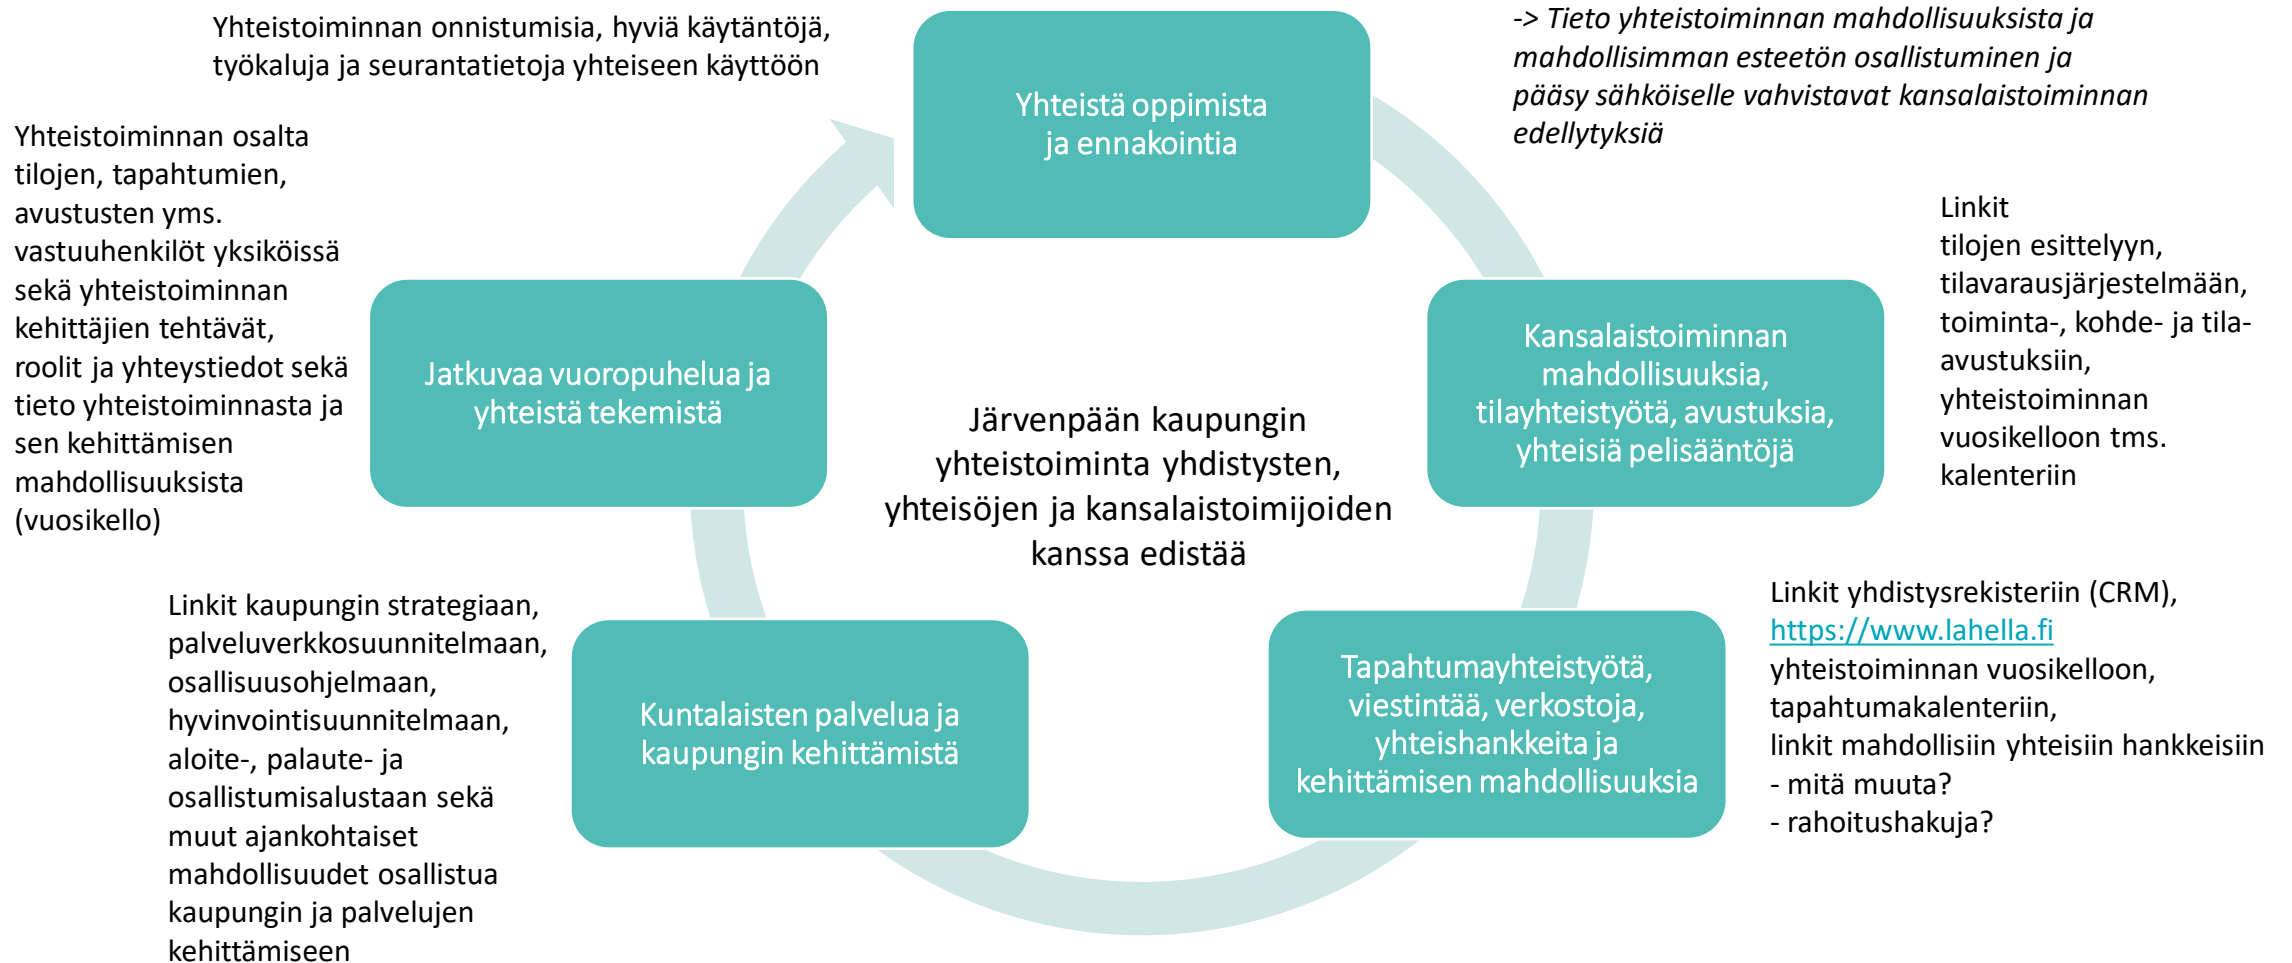 Yhteistoiminnan onnistumisia, hyviä käytäntöjä,
työkaluja ja seurantatietoja yhteiseen käyttöön
Yhteistä oppimista
ja ennakointia
-> Tieto yhteistoiminnan mahdollisuuksista ja
mahdollisimman esteetön osallistuminen ja
pääsy sähköiselle vahvistavat kansalaistoiminnan
edellytyksiä
Yhteistoiminnan osalta
tilojen, tapahtumien,
avustusten yms.
vastuuhenkilöt yksiköissä
sekä yhteistoiminnan
kehittäjien tehtävät,
roolit ja yhteystiedot sekä
tieto yhteistoiminnasta ja
sen kehittämisen
mahdollisuuksista
(vuosikello)
Jatkuvaa vuoropuhelua ja
yhteistä tekemistä
Järvenpään kaupungin
yhteistoiminta yhdistysten,
yhteisöjen ja kansalaistoimijoiden
kanssa edistää
Kansalaistoiminnan
mahdollisuuksia,
tilayhteistyötä, avustuksia,
yhteisiä pelisääntöjä
Linkit
tilojen esittelyyn,
tilavarausjärjestelmään,
toiminta-, kohde- ja tila-
avustuksiin,
yhteistoiminnan
vuosikelloon tms.
kalenteriin
Linkit kaupungin strategiaan,
palveluverkkosuunnitelmaan,
osallisuusohjelmaan,
hyvinvointisuunnitelmaan,
aloite-, palaute- ja
osallistumisalustaan sekä
muut ajankohtaiset
mahdollisuudet osallistua
kaupungin ja palvelujen
kehittämiseen
Kuntalaisten palvelua ja
kaupungin kehittämistä
Tapahtumayhteistyötä,
viestintää, verkostoja,
yhteishankkeita ja
kehittämisen mahdollisuuksia
Linkit yhdistysrekisteriin (CRM),
https://www.lahella.fi
yhteistoiminnan vuosikelloon,
tapahtumakalenteriin,
linkit mahdollisiin yhteisiin hankkeisiin
- mitä muuta?
- rahoitushakuja?